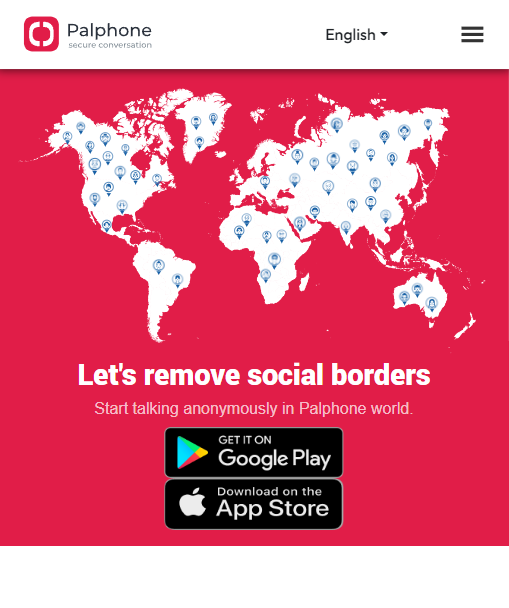 Palphone
secure conversation
English
Let's remove social borders
Start talking anonymously in Palphone world.
GET IT ON
Google Play
Download on the
App Store